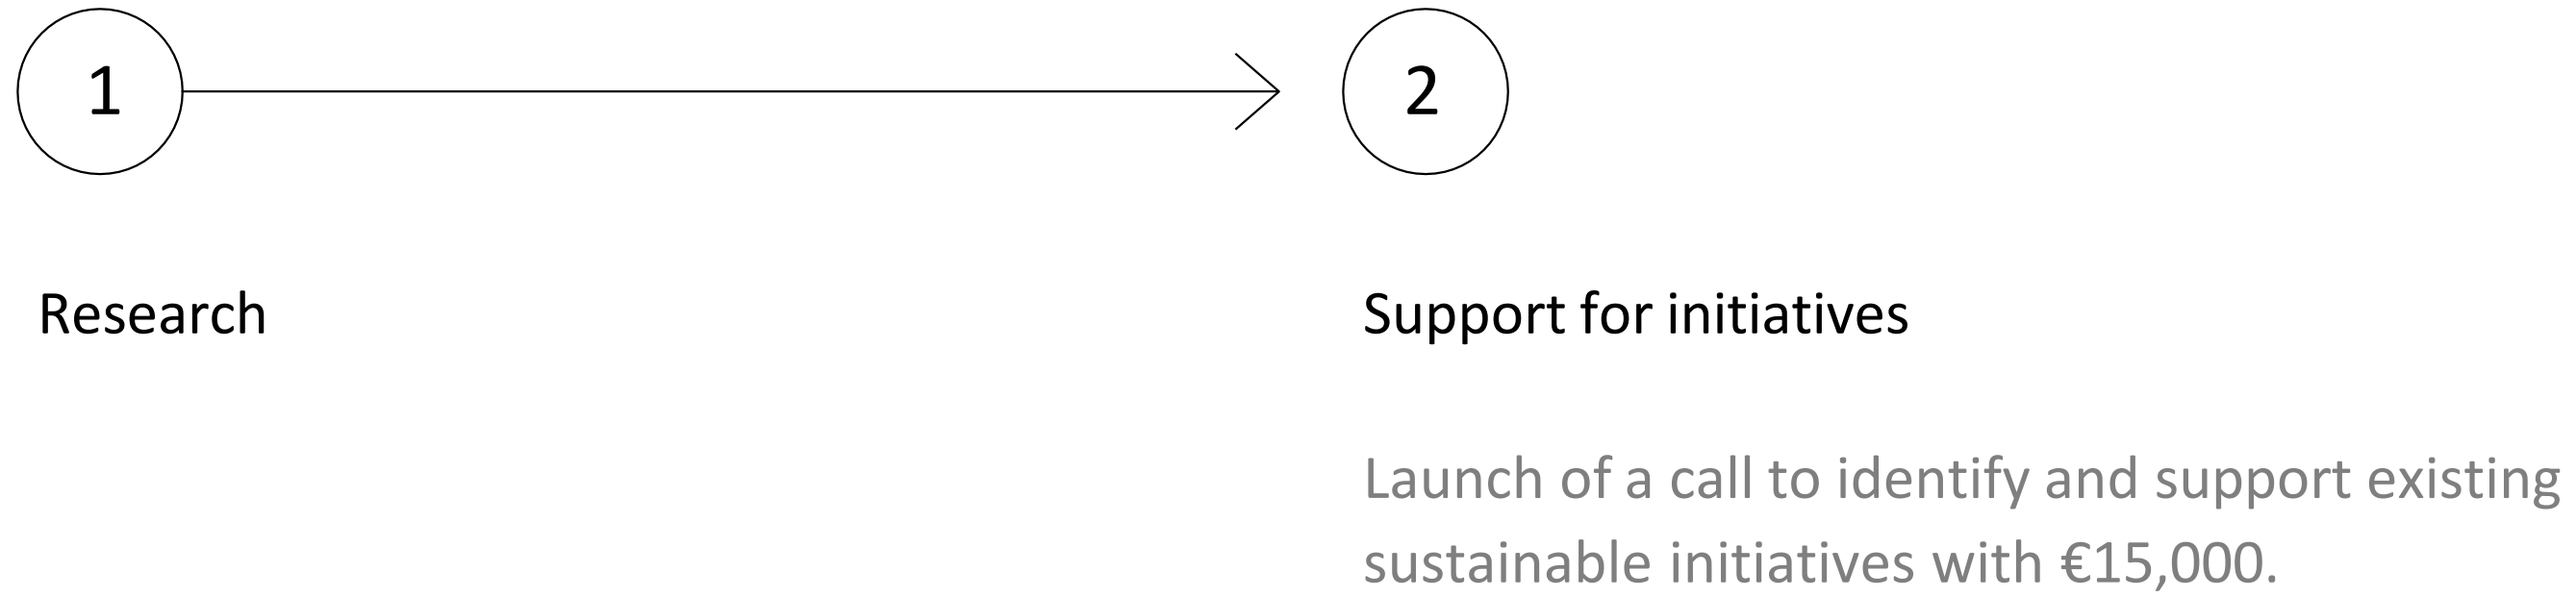 1
2
Research
Support for initiatives
Launch of a call to identify and support existing
sustainable initiatives with €15,000.